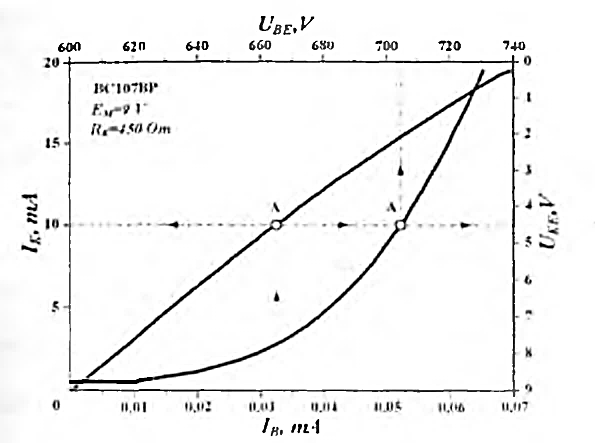 U_BE, V
600 620 640 660 680 700 720 740
20 0
BC107BP
1
E_M=9 V
R_K=450 Om
2
15
3
A A 4
10
I_K, mA
5
U_KE, V
6
5
7
8
9
0 0,01 0,02 0,03 0,04 0,05 0,06 0,07
I_B, mA